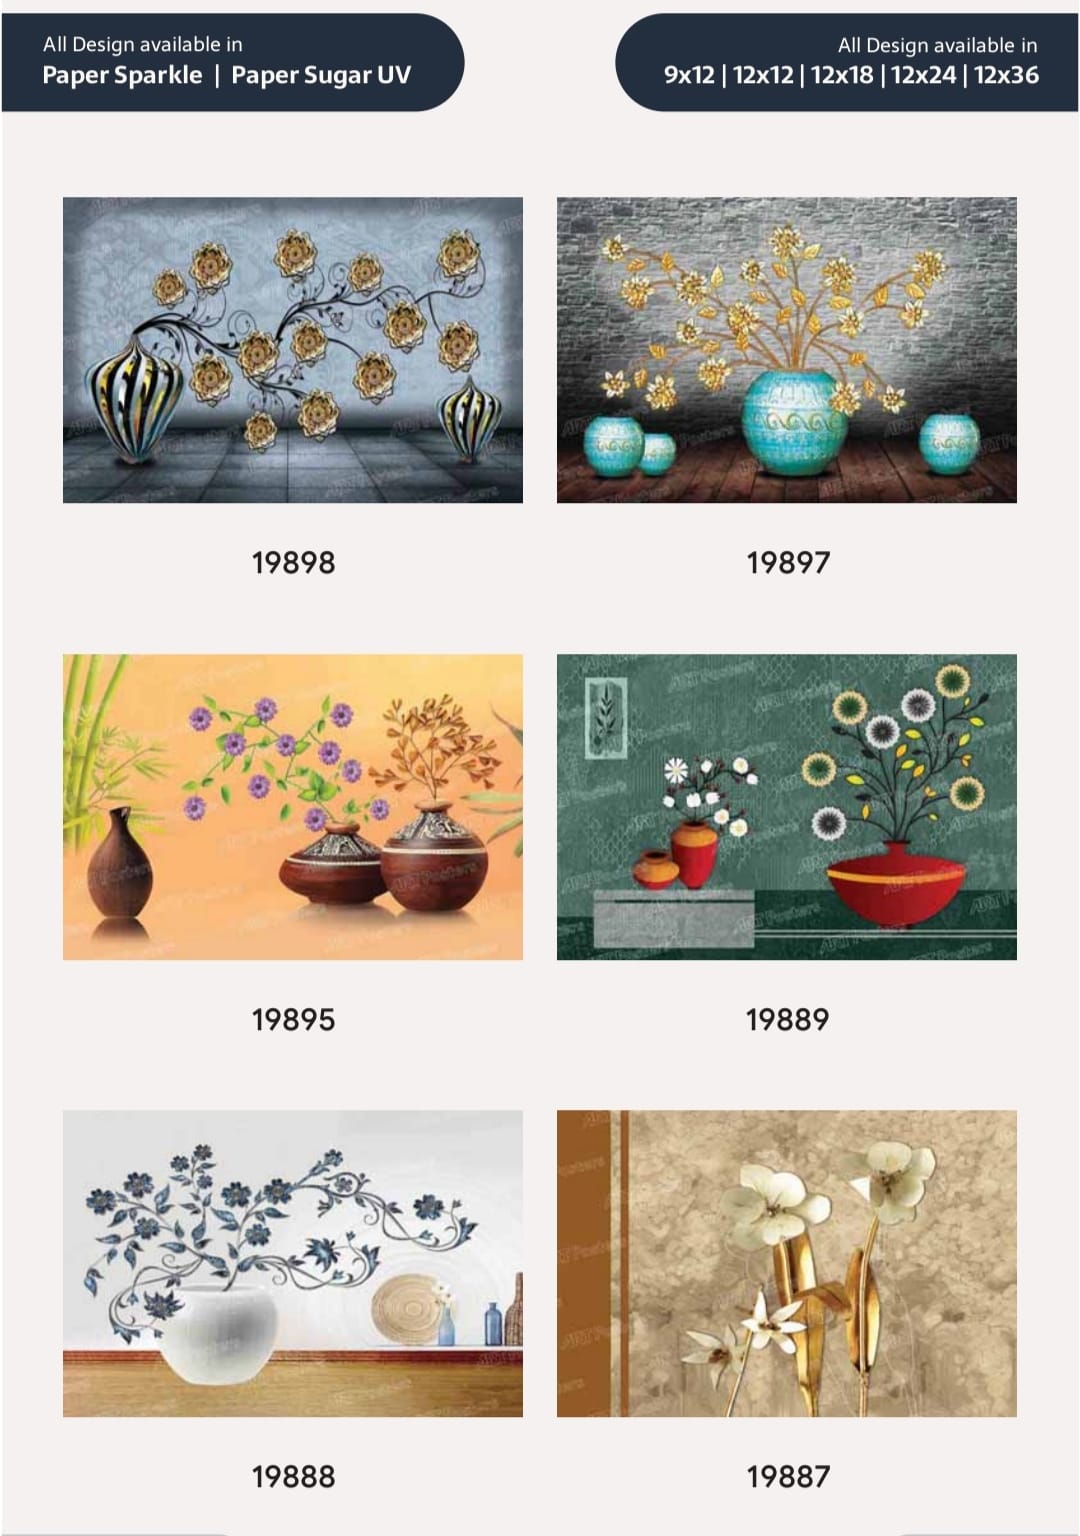 All Design available in
Paper Sparkle | Paper Sugar UV
All Design available in
9x12 | 12x12 | 12x18 | 12x24 | 12x36
19898
19897
19895
19889
19888
19887